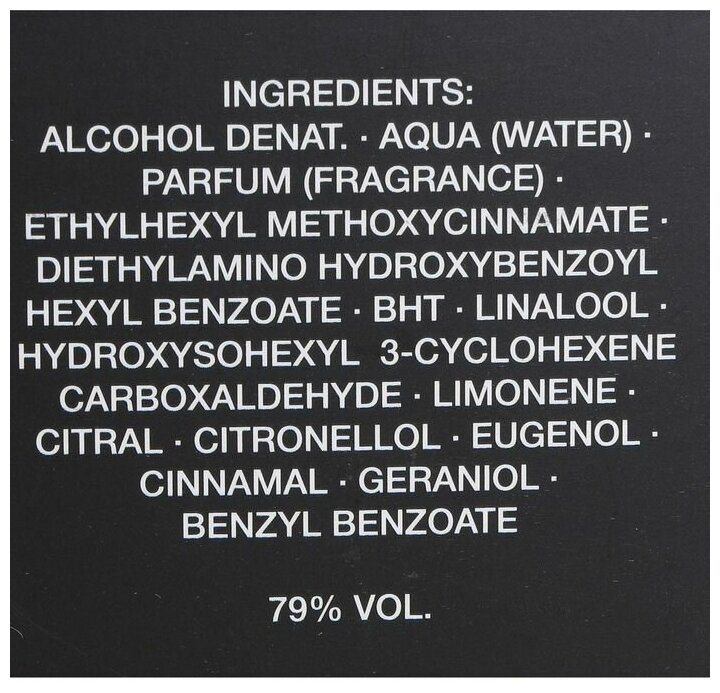 INGREDIENTS:
ALCOHOL DENAT. · AQUA (WATER) ·
PARFUM (FRAGRANCE) ·
ETHYLHEXYL METHOXYCINNAMATE ·
DIETHYLAMINO HYDROXYBENZOYL
HEXYL BENZOATE · BHT · LINALOOL ·
HYDROXYSOHEXYL 3-CYCLOHEXENE
CARBOXALDEHYDE · LIMONENE ·
CITRAL · CITRONELLOL · EUGENOL ·
CINNAMAL · GERANIOL ·
BENZYL BENZOATE
79% VOL.